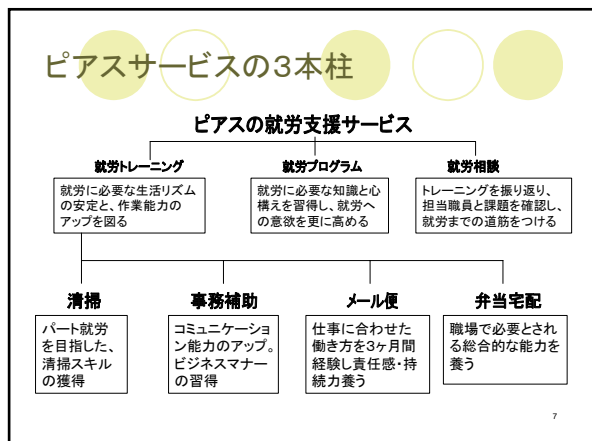 ピアスサービスの3本柱
ピアスの就労支援サービス
就労トレーニング
就労に必要な生活リズム
の安定と、作業能力の
アップを図る
就労プログラム
就労に必要な知識と心
構えを習得し、就労へ
の意欲を更に高める
就労相談
トレーニングを振り返り、
担当職員と課題を確認し、
就労までの道筋をつける
清掃
パート就労
を目指した、
清掃スキル
の獲得
事務補助
コミュニケーショ
ン能力のアップ。
ビジネスマナー
の習得
メール便
仕事に合わせた
働き方を3ヶ月間
経験し責任感・持
続力養う
弁当宅配
職場で必要とされ
る総合的な能力を
養う
7